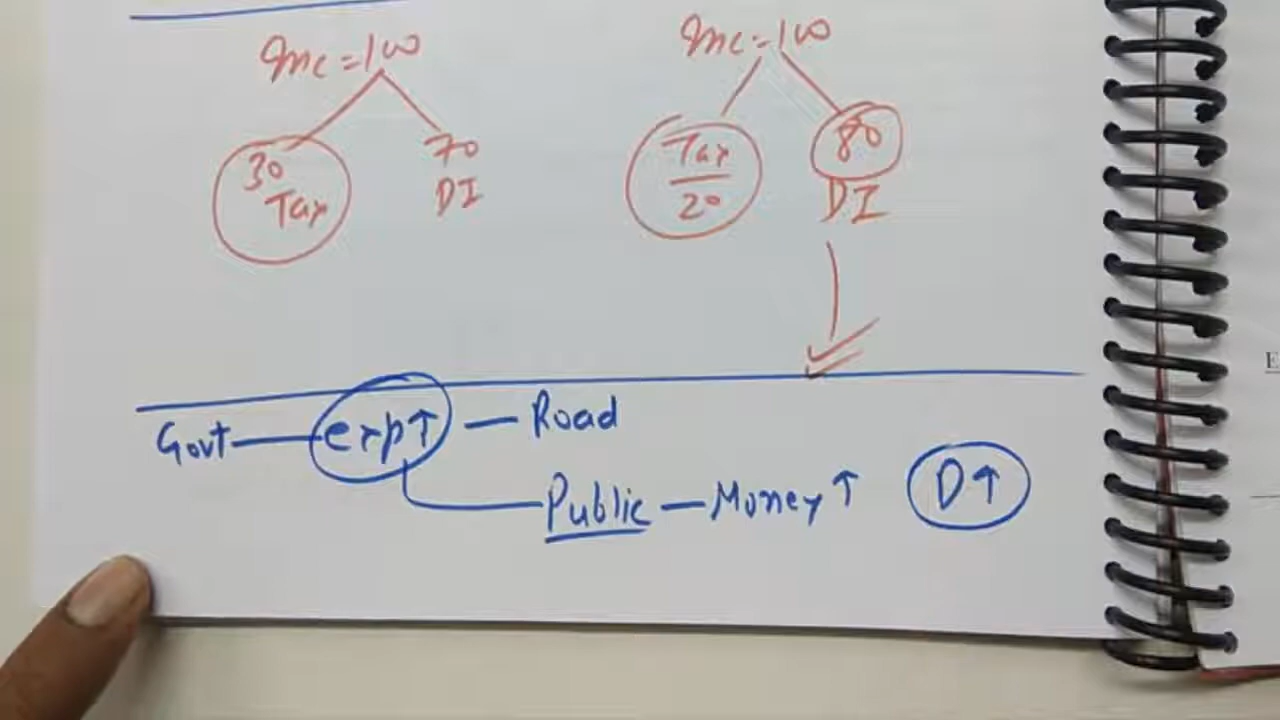 Inc = 100
Inc = 100
30 Tax
70 DI
Tax 20
80 DI
Govt — exp↑ — Road
Public — Money ↑
D↑
E